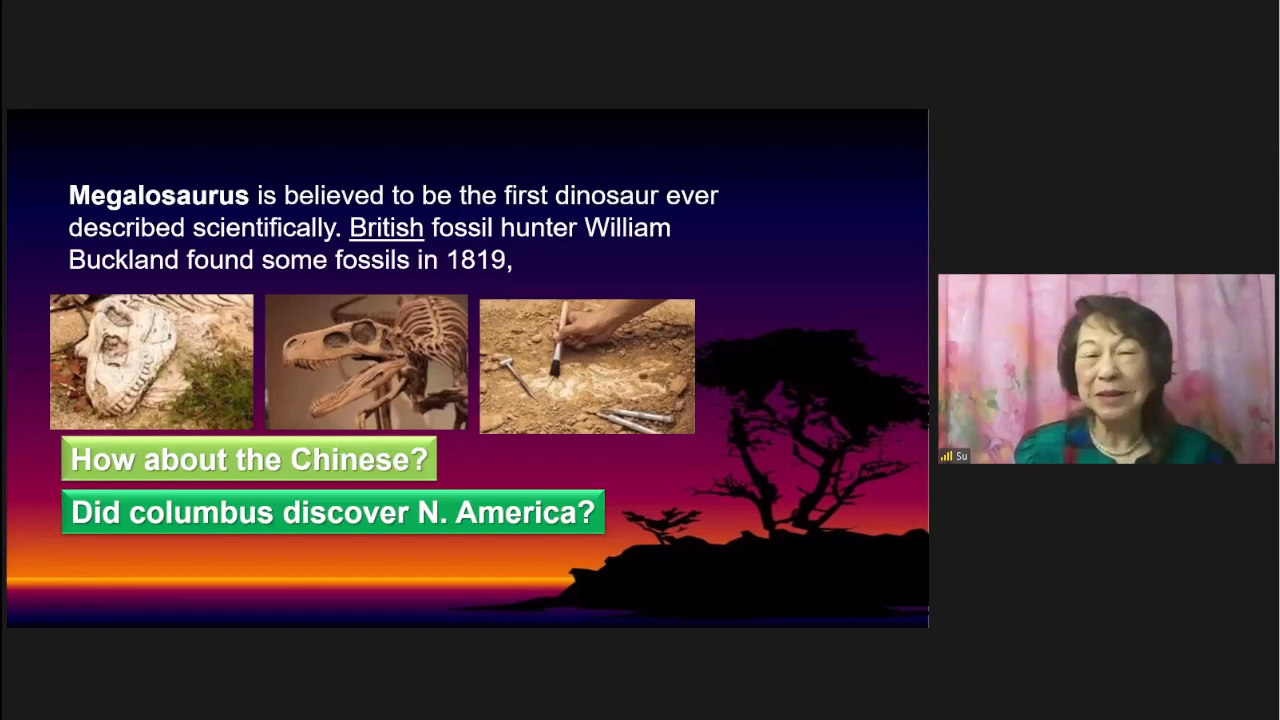 Megalosaurus is believed to be the first dinosaur ever
described scientifically. British fossil hunter William
Buckland found some fossils in 1819,
How about the Chinese?
Did columbus discover N. America?
Su